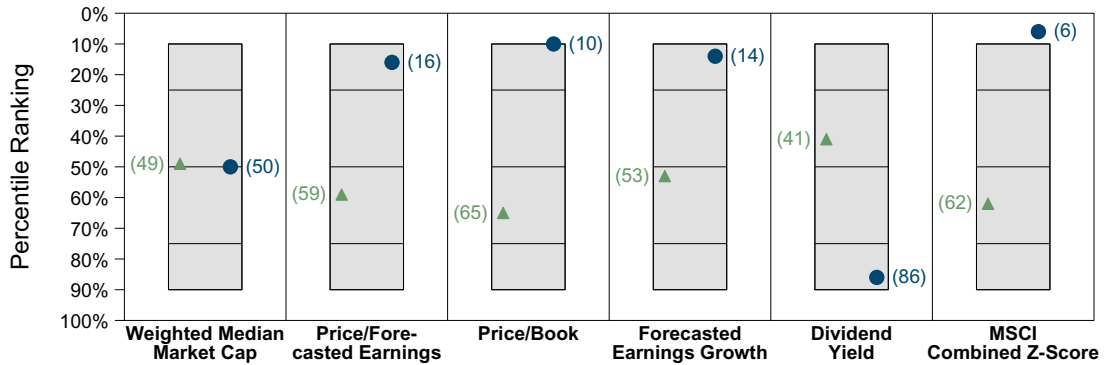 Percentile Ranking
0%
10%
20%
30%
40%
50%
60%
70%
80%
90%
100%
(49)
(50)
(59)
(16)
(65)
(10)
(53)
(14)
(41)
(86)
(62)
(6)
Weighted Median
Market Cap
Price/Fore-
casted Earnings
Price/Book
Forecasted
Earnings Growth
Dividend
Yield
MSCI
Combined Z-Score